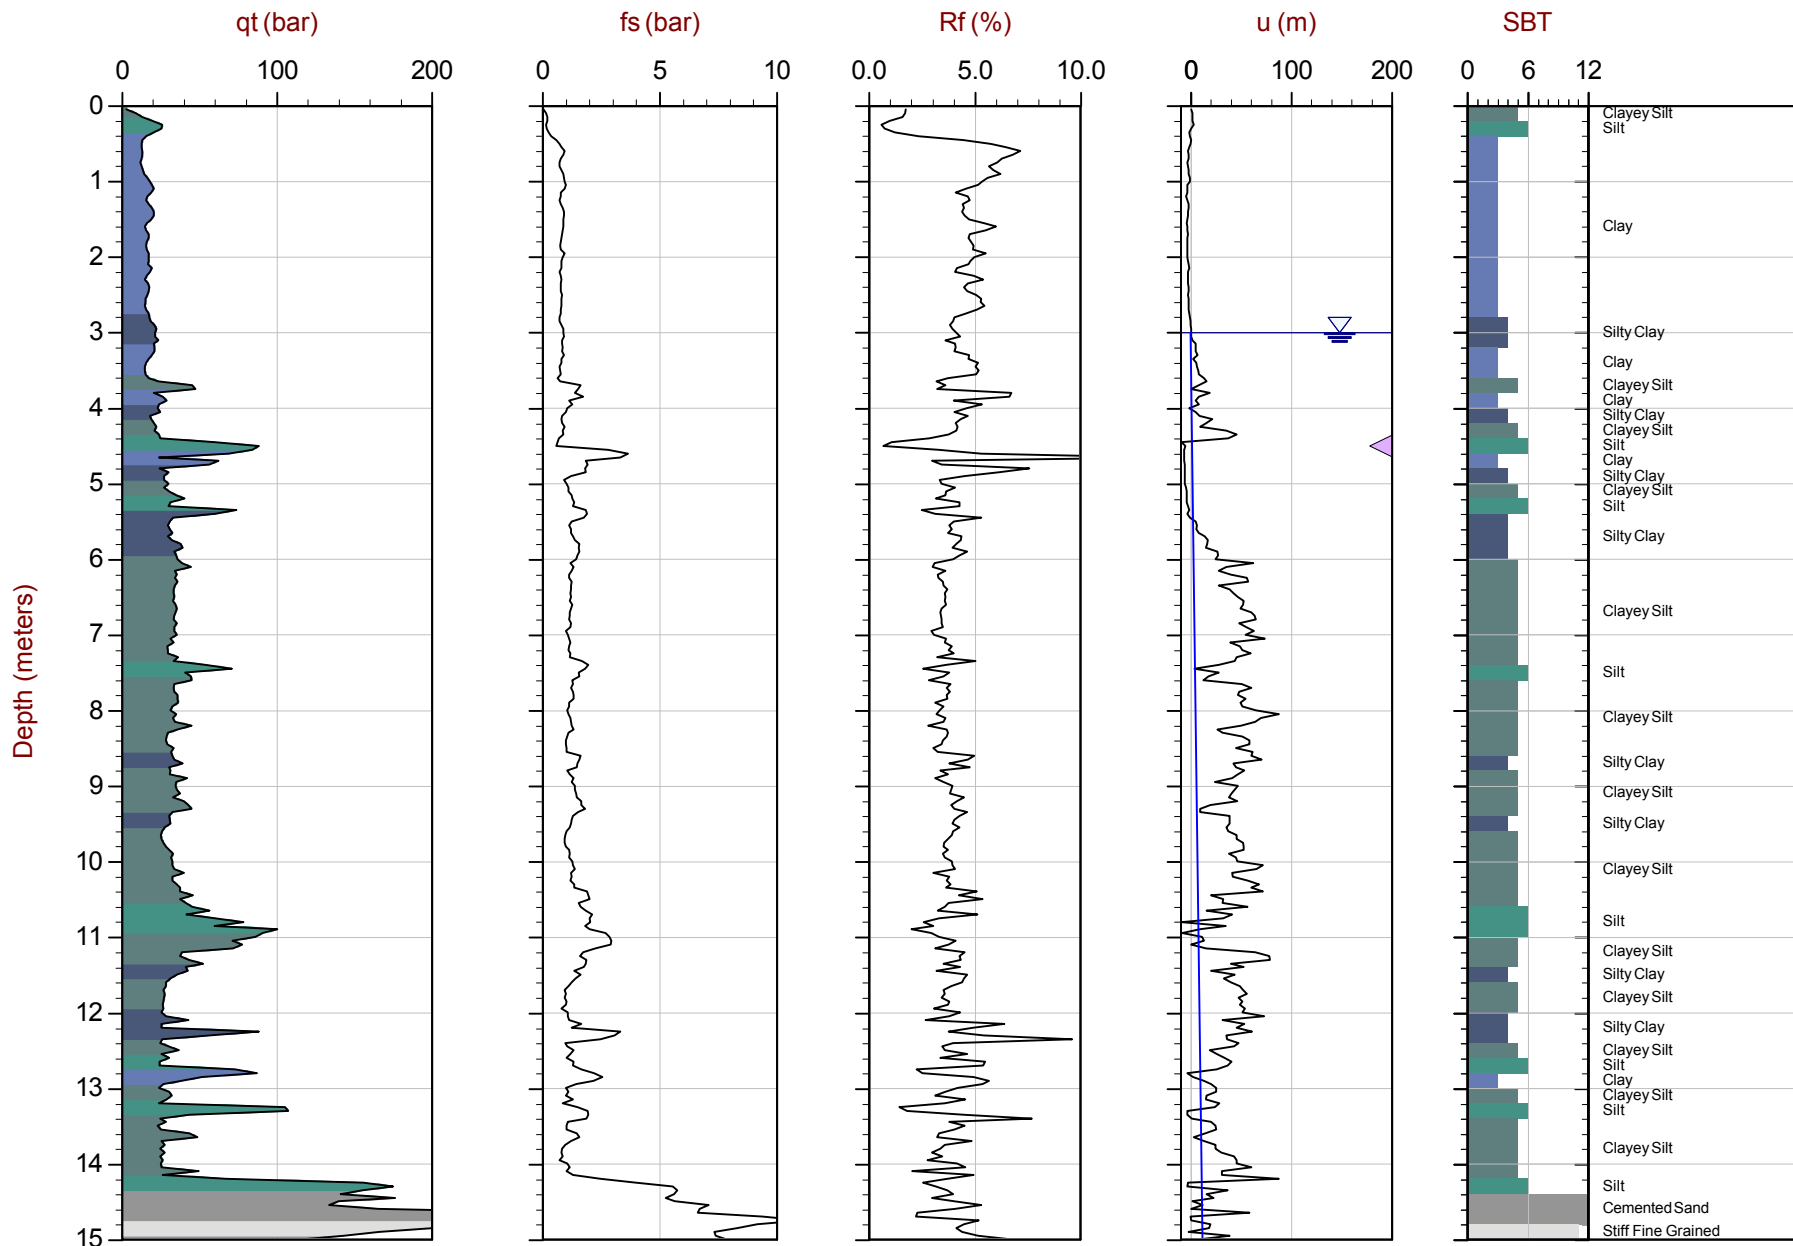 qt (bar)
fs (bar)
Rf (%)
u (m)
SBT
0 100 200
0 5 10
0.0 5.0 10.0
0 100 200
0 6 12
Depth (meters)
0
1
2
3
4
5
6
7
8
9
10
11
12
13
14
15
Clayey Silt
Silt
Clay
Silty Clay
Clay
Clayey Silt
Clay
Silty Clay
Clayey Silt
Silt
Clay
Silty Clay
Clayey Silt
Silt
Silty Clay
Clayey Silt
Silt
Clayey Silt
Silty Clay
Clayey Silt
Silty Clay
Clayey Silt
Silt
Clayey Silt
Silty Clay
Clayey Silt
Silty Clay
Clayey Silt
Silt
Clay
Clayey Silt
Silt
Clayey Silt
Silt
Cemented Sand
Stiff Fine Grained